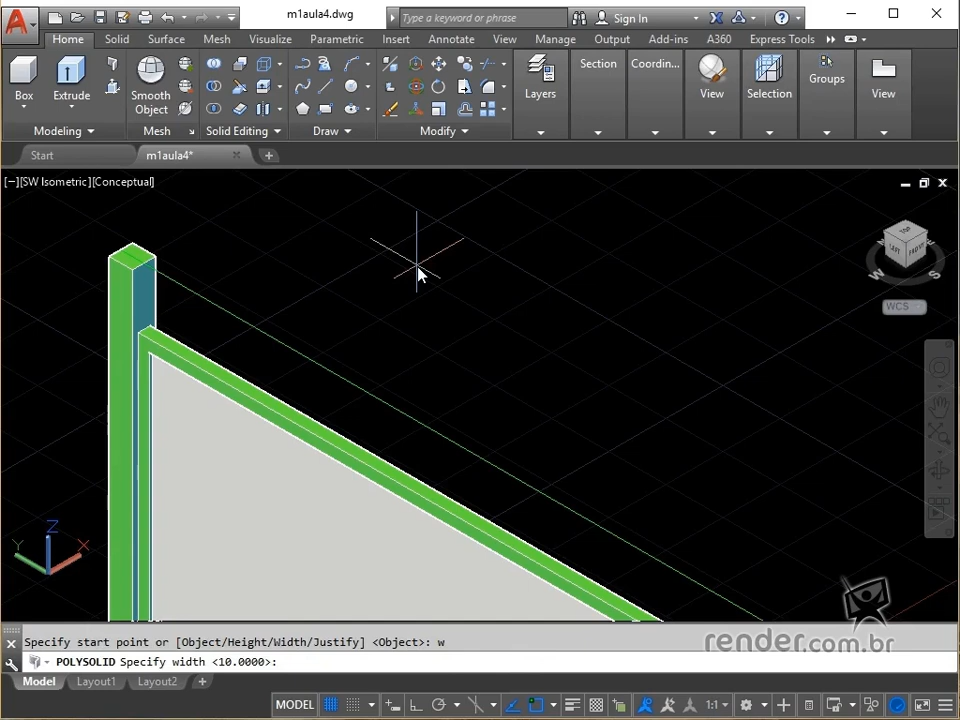 m1aula4.dwg
Type a keyword or phrase
Sign In
Home Solid Surface Mesh Visualize Parametric Insert Annotate View Manage Output Add-ins A360 Express Tools
Box
Extrude
Smooth Object
Layers
Section
Coordin...
View
Selection
Groups
View
Modeling
Mesh
Solid Editing
Draw
Modify
Start
m1aula4*
[−][SW Isometric][Conceptual]
TOP
LEFT
FRONT
W
S
WCS
Z
Y
X
Specify start point or [Object/Height/Width/Justify] <Object>: w
POLYSOLID Specify width <10.0000>:
render.com.br
Model Layout1 Layout2
MODEL
1:1